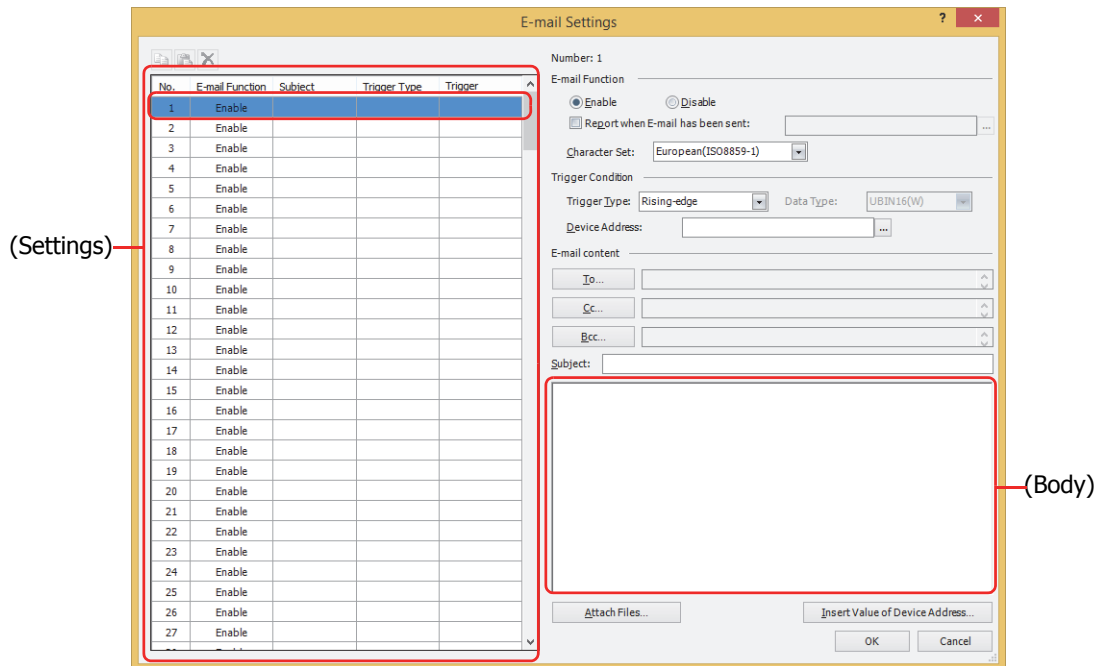 E-mail Settings
?
(Settings)
No. E-mail Function Subject Trigger Type Trigger
1 Enable
2 Enable
3 Enable
4 Enable
5 Enable
6 Enable
7 Enable
8 Enable
9 Enable
10 Enable
11 Enable
12 Enable
13 Enable
14 Enable
15 Enable
16 Enable
17 Enable
18 Enable
19 Enable
20 Enable
21 Enable
22 Enable
23 Enable
24 Enable
25 Enable
26 Enable
27 Enable
Number: 1
E-mail Function
Enable Disable
Report when E-mail has been sent: ...
Character Set: European(ISO8859-1)
Trigger Condition
Trigger Type: Rising-edge Data Type: UBIN16(W)
Device Address: ...
E-mail content
To...
Cc...
Bcc...
Subject:
(Body)
Attach Files... Insert Value of Device Address...
OK Cancel